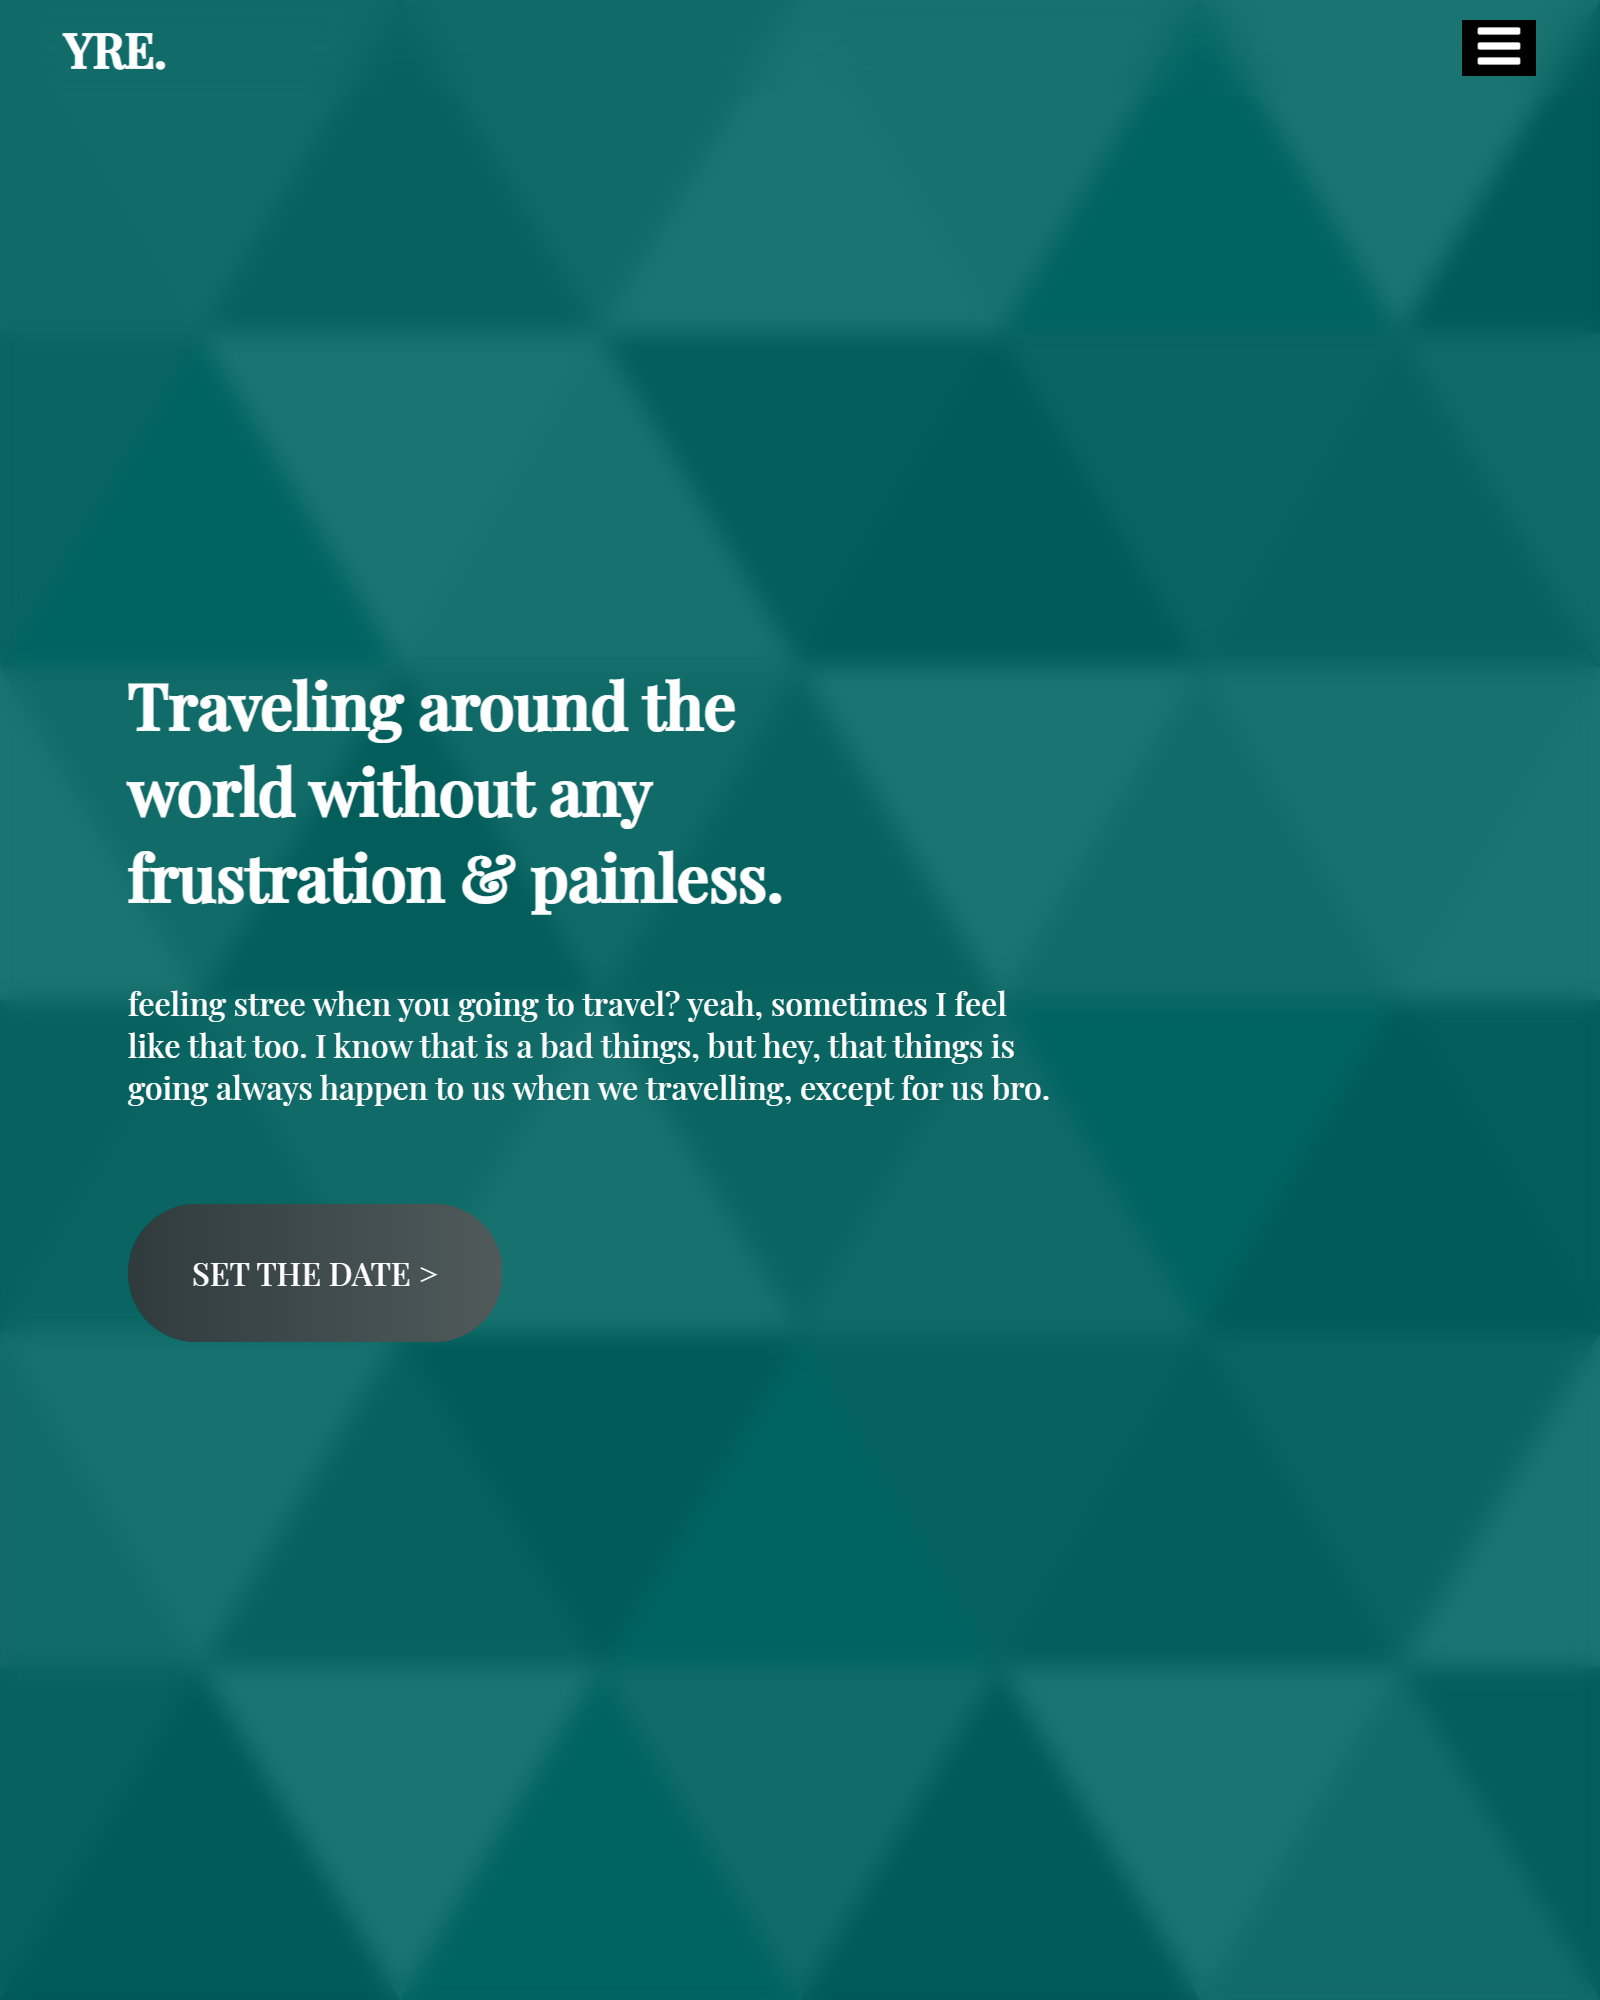 YRE.
Traveling around the
world without any
frustration & painless.
feeling stree when you going to travel? yeah, sometimes I feel
like that too. I know that is a bad things, but hey, that things is
going always happen to us when we travelling, except for us bro.
SET THE DATE >